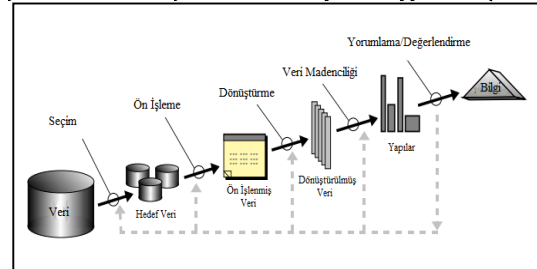 Yorumlama/Değerlendirme
Veri Madenciliği
Bilgi
Dönüştürme
Ön İşleme
Yapılar
Seçim
Dönüştürülmüş
Veri
Ön İşlenmiş
Veri
Hedef Veri
Veri